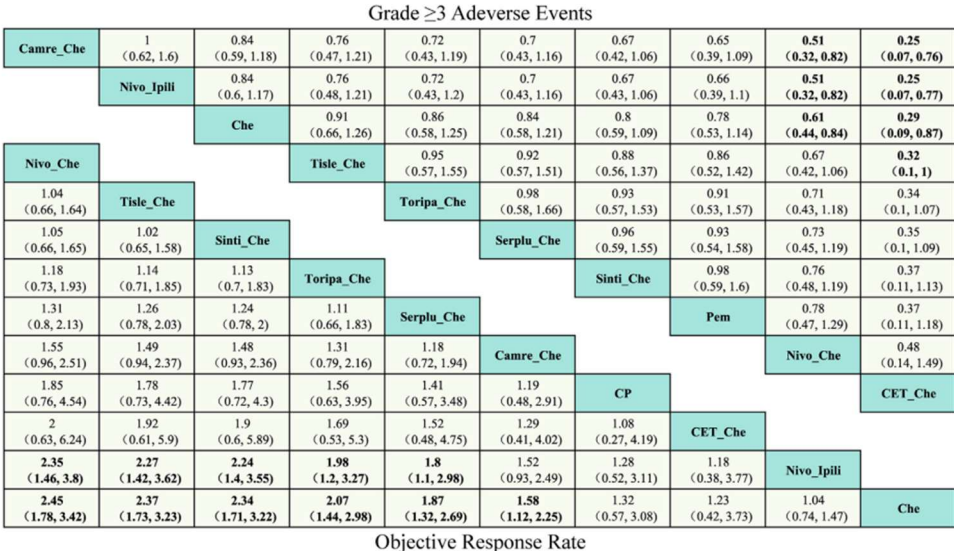 Grade ≥3 Adeverse Events
Camre_Che 1 0.84 0.76 0.72 0.7 0.67 0.65 0.51 0.25
(0.62, 1.6) (0.59, 1.18) (0.47, 1.21) (0.43, 1.19) (0.43, 1.16) (0.42, 1.06) (0.39, 1.09) (0.32, 0.82) (0.07, 0.76)
Nivo_Ipili 0.84 0.76 0.72 0.7 0.67 0.66 0.51 0.25
(0.6, 1.17) (0.48, 1.21) (0.43, 1.2) (0.43, 1.16) (0.43, 1.06) (0.39, 1.1) (0.32, 0.82) (0.07, 0.77)
Che 0.91 0.86 0.84 0.8 0.78 0.61 0.29
(0.66, 1.26) (0.58, 1.25) (0.58, 1.21) (0.59, 1.09) (0.53, 1.14) (0.44, 0.84) (0.09, 0.87)
Nivo_Che Tisle_Che 0.95 0.92 0.88 0.86 0.67 0.32
(0.57, 1.55) (0.57, 1.51) (0.56, 1.37) (0.52, 1.42) (0.42, 1.06) (0.1, 1)
1.04 Tisle_Che Toripa_Che 0.98 0.93 0.91 0.71 0.34
(0.66, 1.64) (0.58, 1.66) (0.57, 1.53) (0.53, 1.57) (0.43, 1.18) (0.1, 1.07)
1.05 1.02 Sinti_Che Serplu_Che 0.96 0.93 0.73 0.35
(0.66, 1.65) (0.65, 1.58) (0.59, 1.55) (0.54, 1.58) (0.45, 1.19) (0.1, 1.09)
1.18 1.14 1.13 Toripa_Che Sinti_Che 0.98 0.76 0.37
(0.73, 1.93) (0.71, 1.85) (0.7, 1.83) (0.59, 1.6) (0.48, 1.19) (0.11, 1.13)
1.31 1.26 1.24 1.11 Serplu_Che Pem 0.78 0.37
(0.8, 2.13) (0.78, 2.03) (0.78, 2) (0.66, 1.83) (0.47, 1.29) (0.11, 1.18)
1.55 1.49 1.48 1.31 1.18 Camre_Che Nivo_Che 0.48
(0.96, 2.51) (0.94, 2.37) (0.93, 2.36) (0.79, 2.16) (0.72, 1.94) (0.14, 1.49)
1.85 1.78 1.77 1.56 1.41 1.19 CP CET_Che
(0.76, 4.54) (0.73, 4.42) (0.72, 4.3) (0.63, 3.95) (0.57, 3.48) (0.48, 2.91)
2 1.92 1.9 1.69 1.52 1.29 1.08 CET_Che
(0.63, 6.24) (0.61, 5.9) (0.6, 5.89) (0.53, 5.3) (0.48, 4.75) (0.41, 4.02) (0.27, 4.19)
2.35 2.27 2.24 1.98 1.8 1.52 1.28 1.18 Nivo_Ipili
(1.46, 3.8) (1.42, 3.62) (1.4, 3.55) (1.2, 3.27) (1.1, 2.98) (0.93, 2.49) (0.52, 3.11) (0.38, 3.77)
2.45 2.37 2.34 2.07 1.87 1.58 1.32 1.23 1.04 Che
(1.78, 3.42) (1.73, 3.23) (1.71, 3.22) (1.44, 2.98) (1.32, 2.69) (1.12, 2.25) (0.57, 3.08) (0.42, 3.73) (0.74, 1.47)
Objective Response Rate